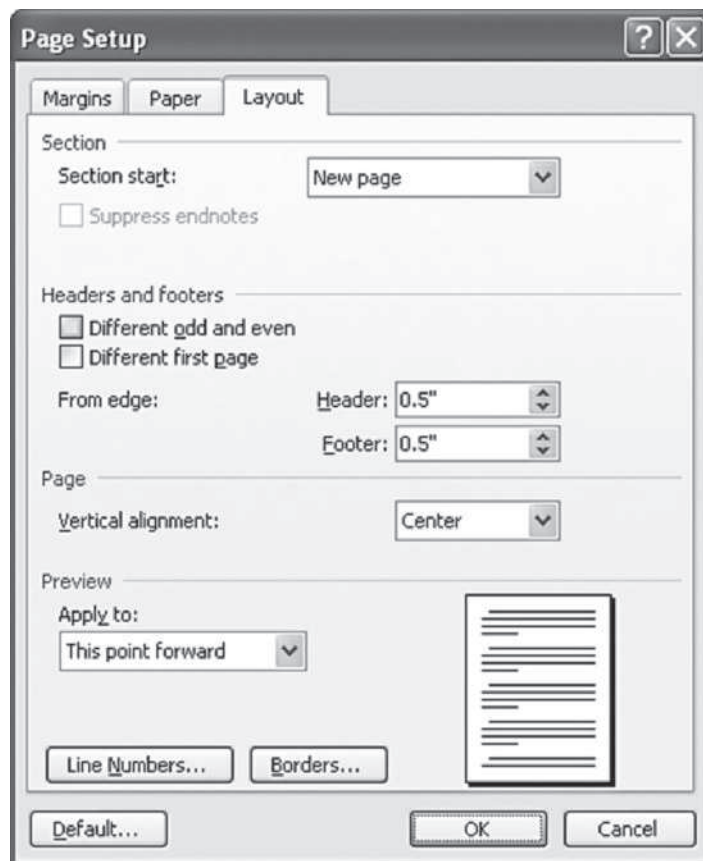 Page Setup
Margins Paper Layout
Section
Section start: New page
Suppress endnotes
Headers and footers
Different odd and even
Different first page
From edge: Header: 0.5"
Footer: 0.5"
Page
Vertical alignment: Center
Preview
Apply to:
This point forward
Line Numbers... Borders...
Default... OK Cancel